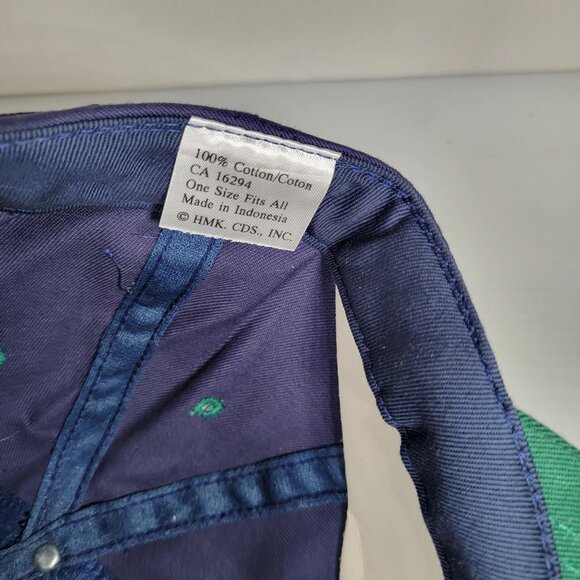 100% Cotton/Coton
CA 16294
One Size Fits All
Made in Indonesia
© HMK. CDS., INC.